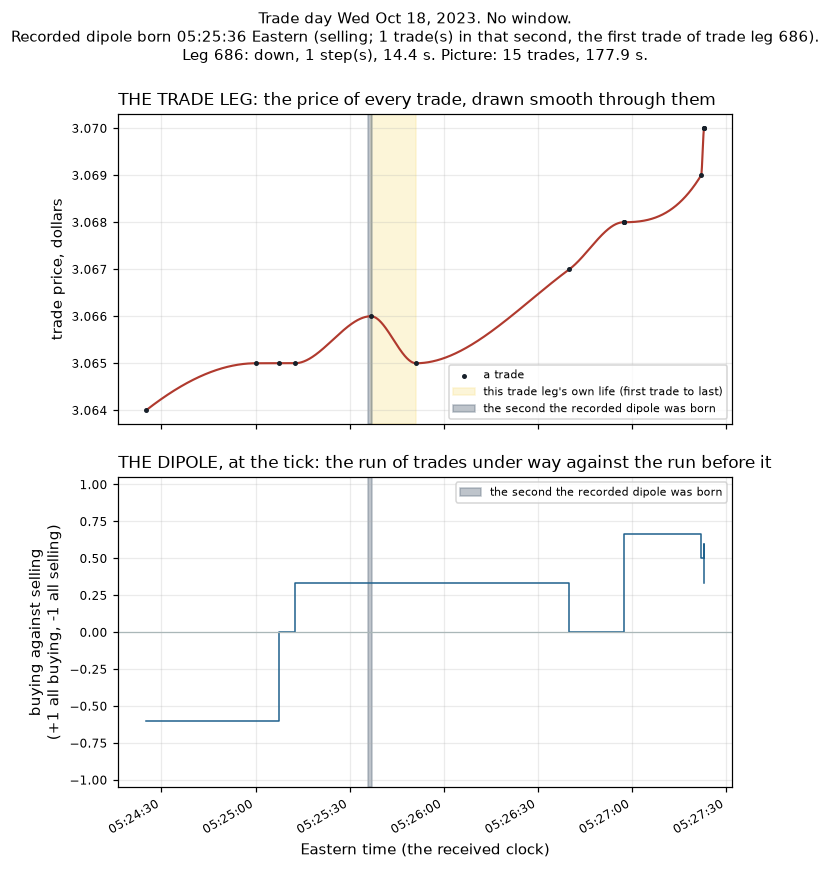 Trade day Wed Oct 18, 2023. No window.
Recorded dipole born 05:25:36 Eastern (selling; 1 trade(s) in that second, the first trade of trade leg 686).
Leg 686: down, 1 step(s), 14.4 s. Picture: 15 trades, 177.9 s.
THE TRADE LEG: the price of every trade, drawn smooth through them
trade price, dollars
3.070
3.069
3.068
3.067
3.066
3.065
3.064
a trade
this trade leg's own life (first trade to last)
the second the recorded dipole was born
THE DIPOLE, at the tick: the run of trades under way against the run before it
buying against selling
(+1 all buying, -1 all selling)
1.00
0.75
0.50
0.25
0.00
−0.25
−0.50
−0.75
−1.00
the second the recorded dipole was born
05:24:30
05:25:00
05:25:30
05:26:00
05:26:30
05:27:00
05:27:30
Eastern time (the received clock)